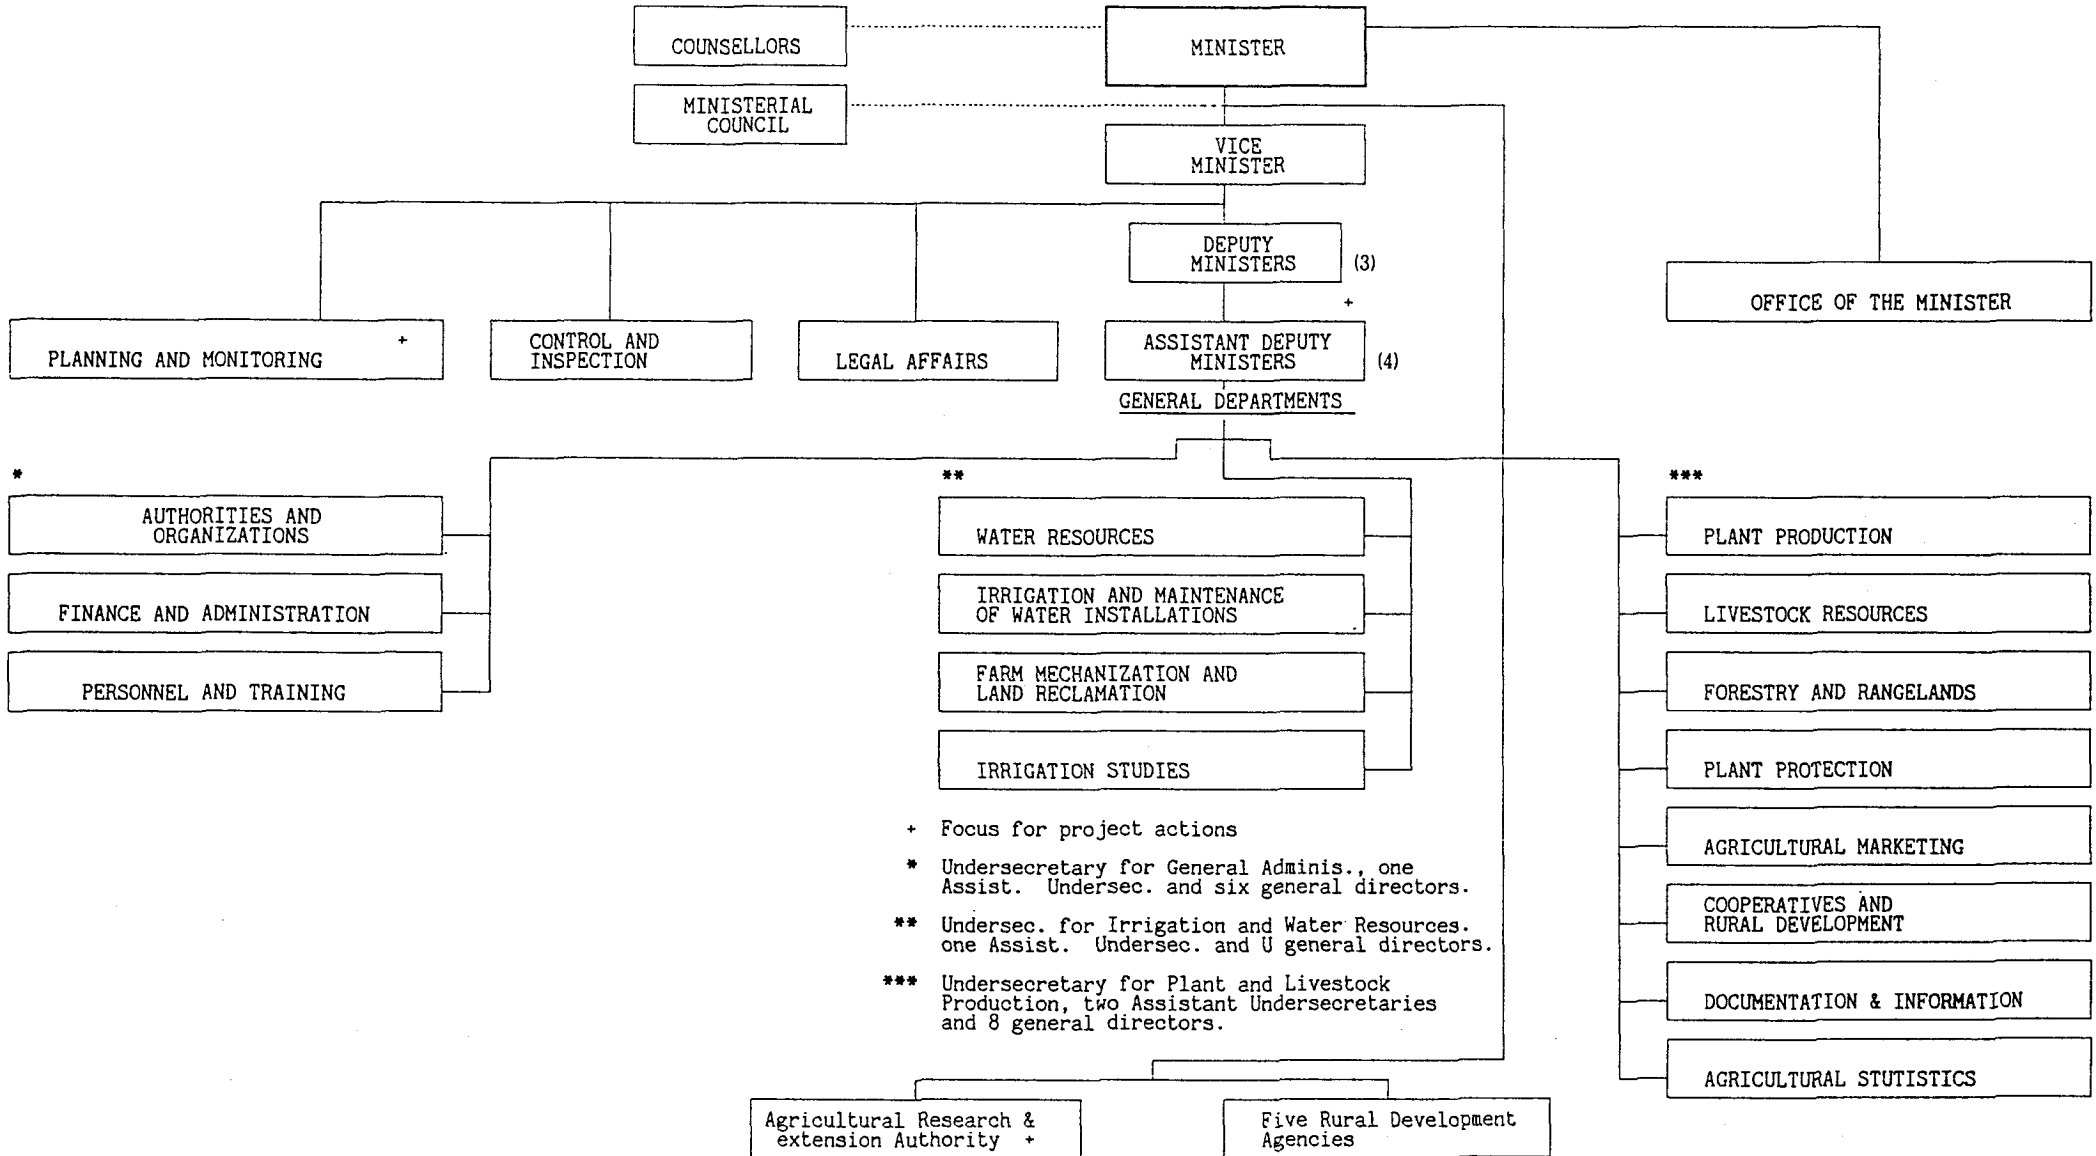 COUNSELLORS
MINISTER
MINISTERIAL
COUNCIL
VICE
MINISTER
DEPUTY
MINISTERS (3)
+
OFFICE OF THE MINISTER
PLANNING AND MONITORING +
CONTROL AND
INSPECTION
LEGAL AFFAIRS
ASSISTANT DEPUTY
MINISTERS (4)
GENERAL DEPARTMENTS
*
AUTHORITIES AND
ORGANIZATIONS
FINANCE AND ADMINISTRATION
PERSONNEL AND TRAINING
**
WATER RESOURCES
IRRIGATION AND MAINTENANCE
OF WATER INSTALLATIONS
FARM MECHANIZATION AND
LAND RECLAMATION
IRRIGATION STUDIES
***
PLANT PRODUCTION
LIVESTOCK RESOURCES
FORESTRY AND RANGELANDS
PLANT PROTECTION
AGRICULTURAL MARKETING
COOPERATIVES AND
RURAL DEVELOPMENT
DOCUMENTATION & INFORMATION
AGRICULTURAL STUTISTICS
+ Focus for project actions
* Undersecretary for General Adminis., one
Assist. Undersec. and six general directors.
** Undersec. for Irrigation and Water Resources.
one Assist. Undersec. and U general directors.
*** Undersecretary for Plant and Livestock
Production, two Assistant Undersecretaries
and 8 general directors.
Agricultural Research &
extension Authority +
Five Rural Development
Agencies